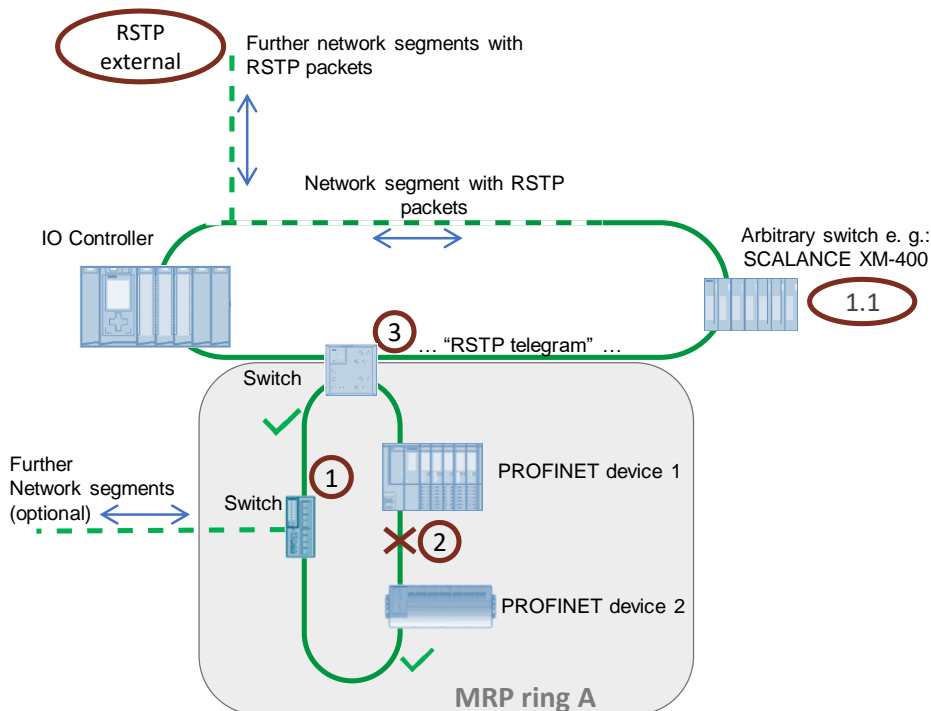 RSTP
external
Further network segments with
RSTP packets
Network segment with RSTP
packets
IO Controller
Arbitrary switch e. g.:
SCALANCE XM-400
1.1
3
... “RSTP telegram” ...
Switch
1
PROFINET device 1
Further
Network segments
(optional)
Switch
2
PROFINET device 2
MRP ring A